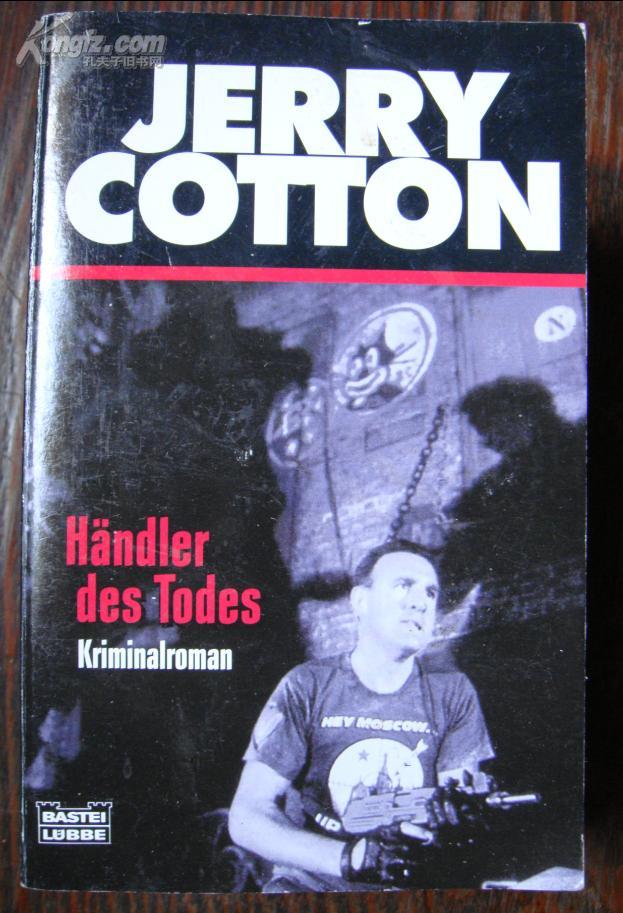 Kongfz.com
孔夫子旧书网
JERRY
COTTON
Händler
des Todes
Kriminalroman
HEY MOSCOW...
BASTEI
LÜBBE